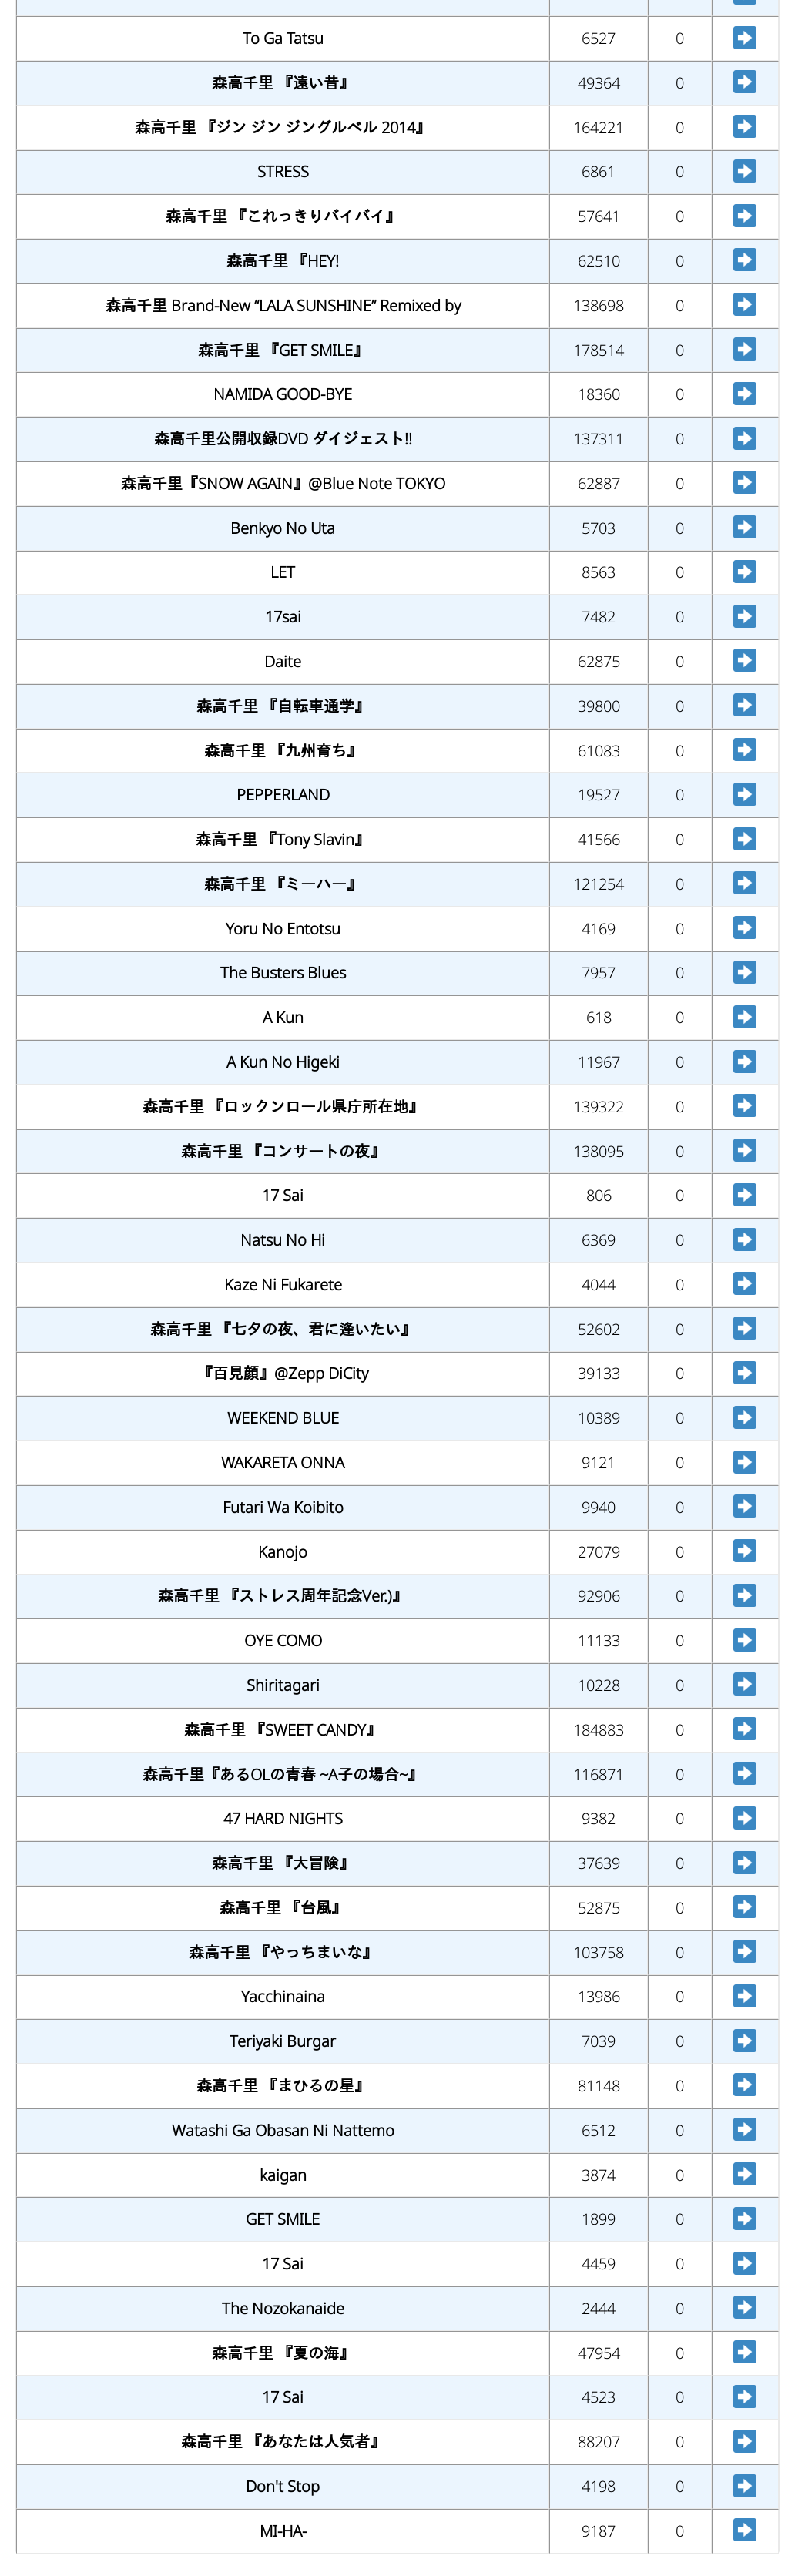 To Ga Tatsu 6527 0
森高千里 『遠い昔』 49364 0
森高千里 『ジン ジン ジングルベル 2014』 164221 0
STRESS 6861 0
森高千里 『これっきりバイバイ』 57641 0
森高千里 『HEY! 62510 0
森高千里 Brand-New “LALA SUNSHINE” Remixed by 138698 0
森高千里 『GET SMILE』 178514 0
NAMIDA GOOD-BYE 18360 0
森高千里公開収録DVD ダイジェスト!! 137311 0
森高千里『SNOW AGAIN』@Blue Note TOKYO 62887 0
Benkyo No Uta 5703 0
LET 8563 0
17sai 7482 0
Daite 62875 0
森高千里 『自転車通学』 39800 0
森高千里 『九州育ち』 61083 0
PEPPERLAND 19527 0
森高千里 『Tony Slavin』 41566 0
森高千里 『ミーハー』 121254 0
Yoru No Entotsu 4169 0
The Busters Blues 7957 0
A Kun 618 0
A Kun No Higeki 11967 0
森高千里 『ロックンロール県庁所在地』 139322 0
森高千里 『コンサートの夜』 138095 0
17 Sai 806 0
Natsu No Hi 6369 0
Kaze Ni Fukarete 4044 0
森高千里 『七夕の夜、君に逢いたい』 52602 0
『百見顔』@Zepp DiCity 39133 0
WEEKEND BLUE 10389 0
WAKARETA ONNA 9121 0
Futari Wa Koibito 9940 0
Kanojo 27079 0
森高千里 『ストレス周年記念Ver.)』 92906 0
OYE COMO 11133 0
Shiritagari 10228 0
森高千里 『SWEET CANDY』 184883 0
森高千里『あるOLの青春 ~A子の場合~』 116871 0
47 HARD NIGHTS 9382 0
森高千里 『大冒険』 37639 0
森高千里 『台風』 52875 0
森高千里 『やっちまいな』 103758 0
Yacchinaina 13986 0
Teriyaki Burgar 7039 0
森高千里 『まひるの星』 81148 0
Watashi Ga Obasan Ni Nattemo 6512 0
kaigan 3874 0
GET SMILE 1899 0
17 Sai 4459 0
The Nozokanaide 2444 0
森高千里 『夏の海』 47954 0
17 Sai 4523 0
森高千里 『あなたは人気者』 88207 0
Don't Stop 4198 0
MI-HA- 9187 0